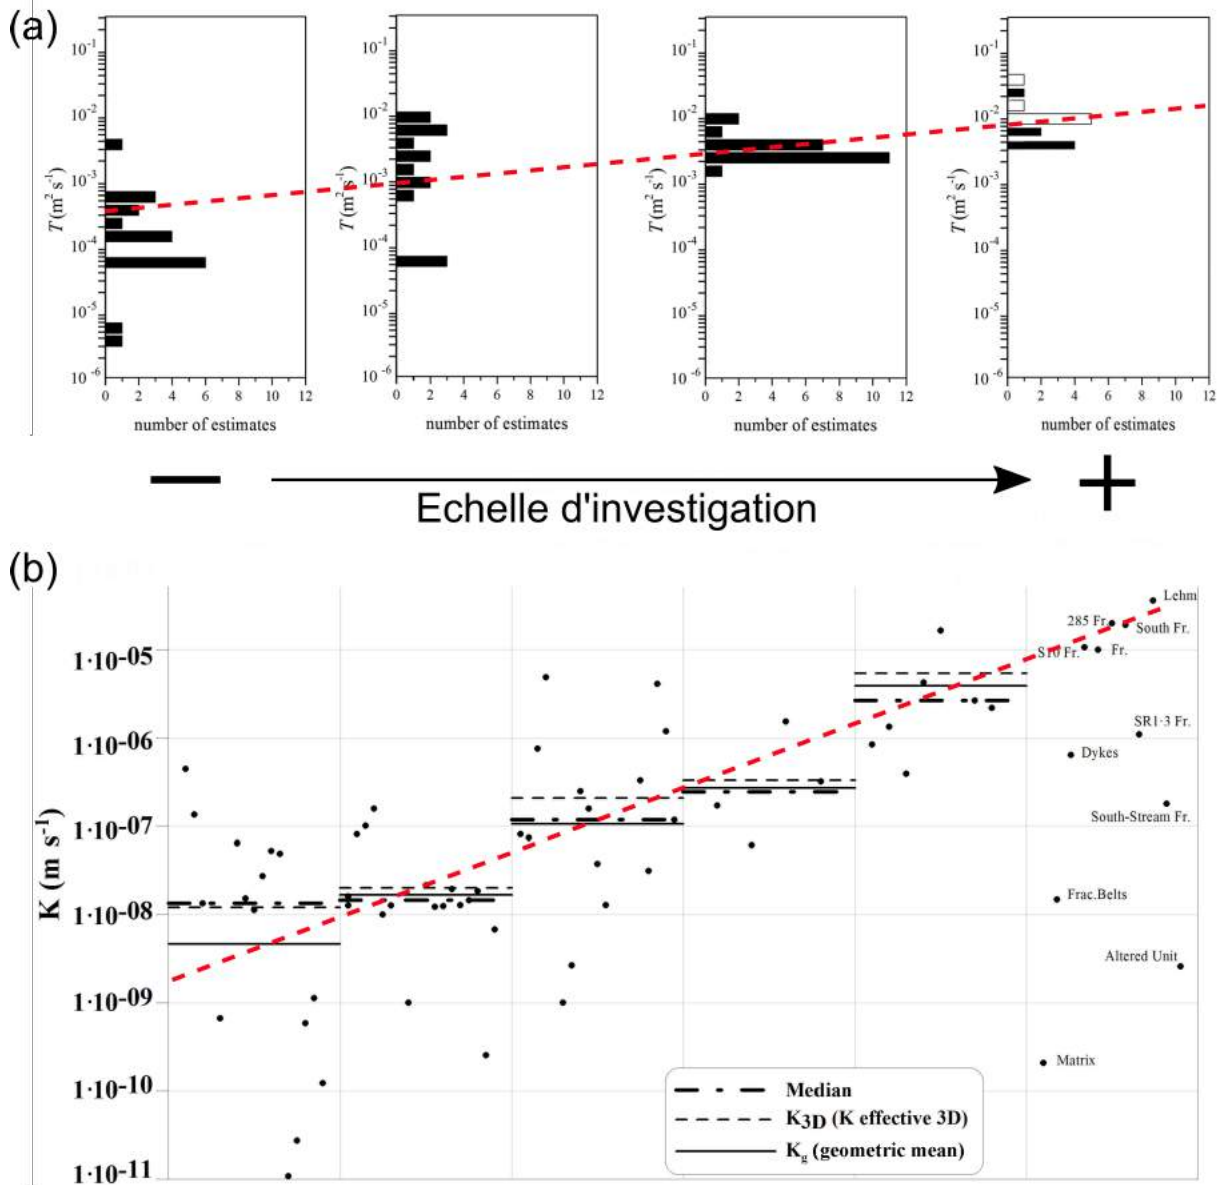 (a)
10⁻¹ 10⁻² 10⁻³ 10⁻⁴ 10⁻⁵ 10⁻⁶
T (m² s⁻¹)
0 2 4 6 8 10 12
number of estimates
10⁻¹ 10⁻² 10⁻³ 10⁻⁴ 10⁻⁵ 10⁻⁶
T (m² s⁻¹)
0 2 4 6 8 10 12
number of estimates
10⁻¹ 10⁻² 10⁻³ 10⁻⁴ 10⁻⁵ 10⁻⁶
T (m² s⁻¹)
0 2 4 6 8 10 12
number of estimates
10⁻¹ 10⁻² 10⁻³ 10⁻⁴ 10⁻⁵ 10⁻⁶
T (m² s⁻¹)
0 2 4 6 8 10 12
number of estimates
− +
Echelle d'investigation
(b)
K (m s⁻¹)
1·10⁻⁰⁵
1·10⁻⁰⁶
1·10⁻⁰⁷
1·10⁻⁰⁸
1·10⁻⁰⁹
1·10⁻¹⁰
1·10⁻¹¹
Lehm
285 Fr.
South Fr.
S10 Fr.
Fr.
SR1-3 Fr.
Dykes
South-Stream Fr.
Frac.Belts
Altered Unit
Matrix
Median
K3D (K effective 3D)
Kg (geometric mean)